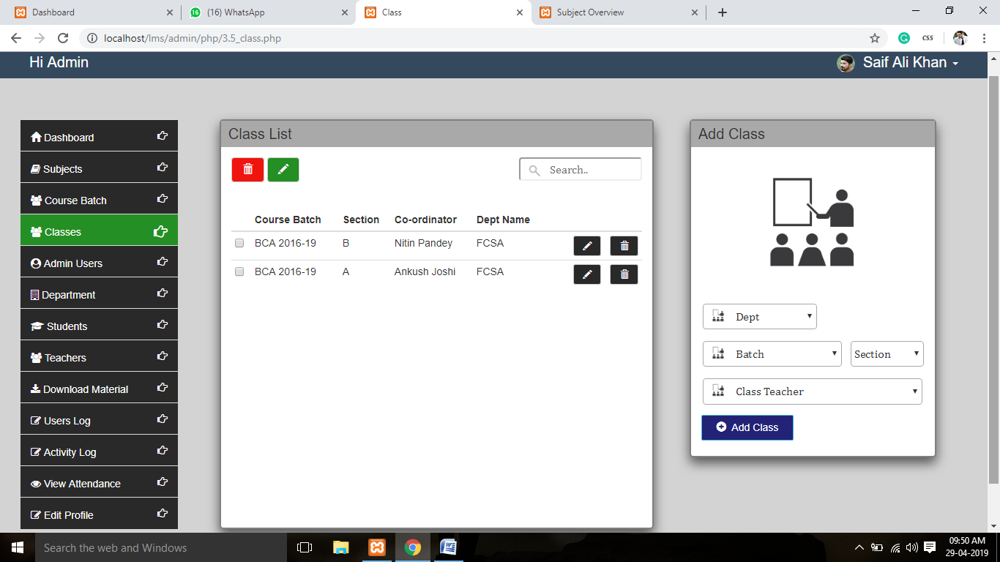 Dashboard
16 (16) WhatsApp
Class
Subject Overview
localhost/lms/admin/php/3.5_class.php
css
Hi Admin
Saif Ali Khan
Dashboard
Subjects
Course Batch
Classes
Admin Users
Department
Students
Teachers
Download Material
Users Log
Activity Log
View Attendance
Edit Profile
Class List
Search..
Course Batch Section Co-ordinator Dept Name
BCA 2016-19 B Nitin Pandey FCSA
BCA 2016-19 A Ankush Joshi FCSA
Add Class
Dept
Batch Section
Class Teacher
Add Class
Search the web and Windows
09:50 AM
29-04-2019